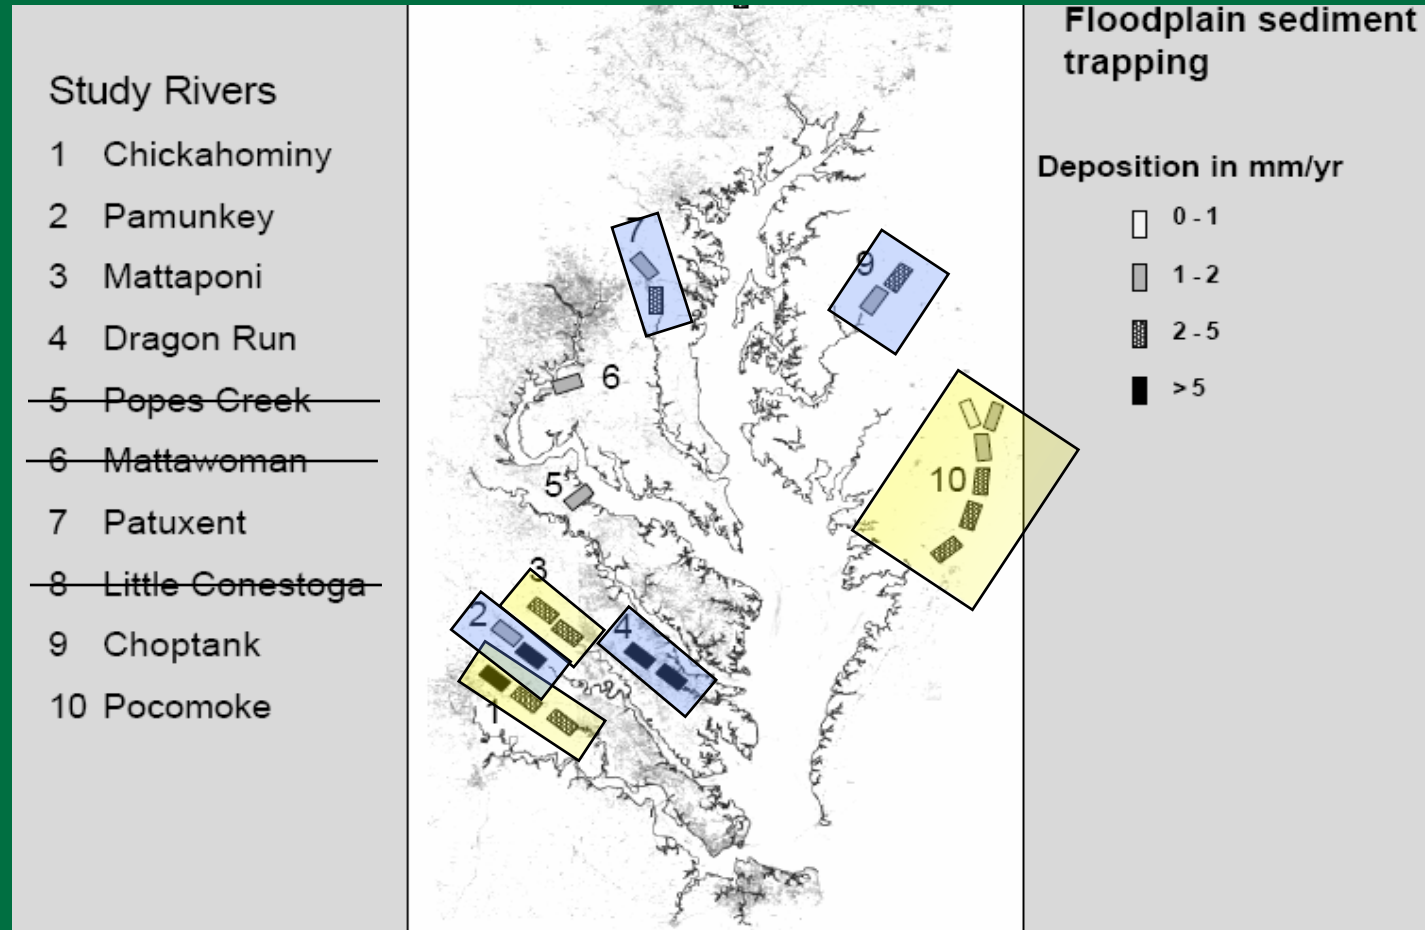 Study Rivers
1 Chickahominy
2 Pamunkey
3 Mattaponi
4 Dragon Run
5 Popes Creek
6 Mattawoman
7 Patuxent
8 Little Conestoga
9 Choptank
10 Pocomoke
7
9
6
10
5
3
2
4
1
Floodplain sediment
trapping
Deposition in mm/yr
0 - 1
1 - 2
2 - 5
> 5